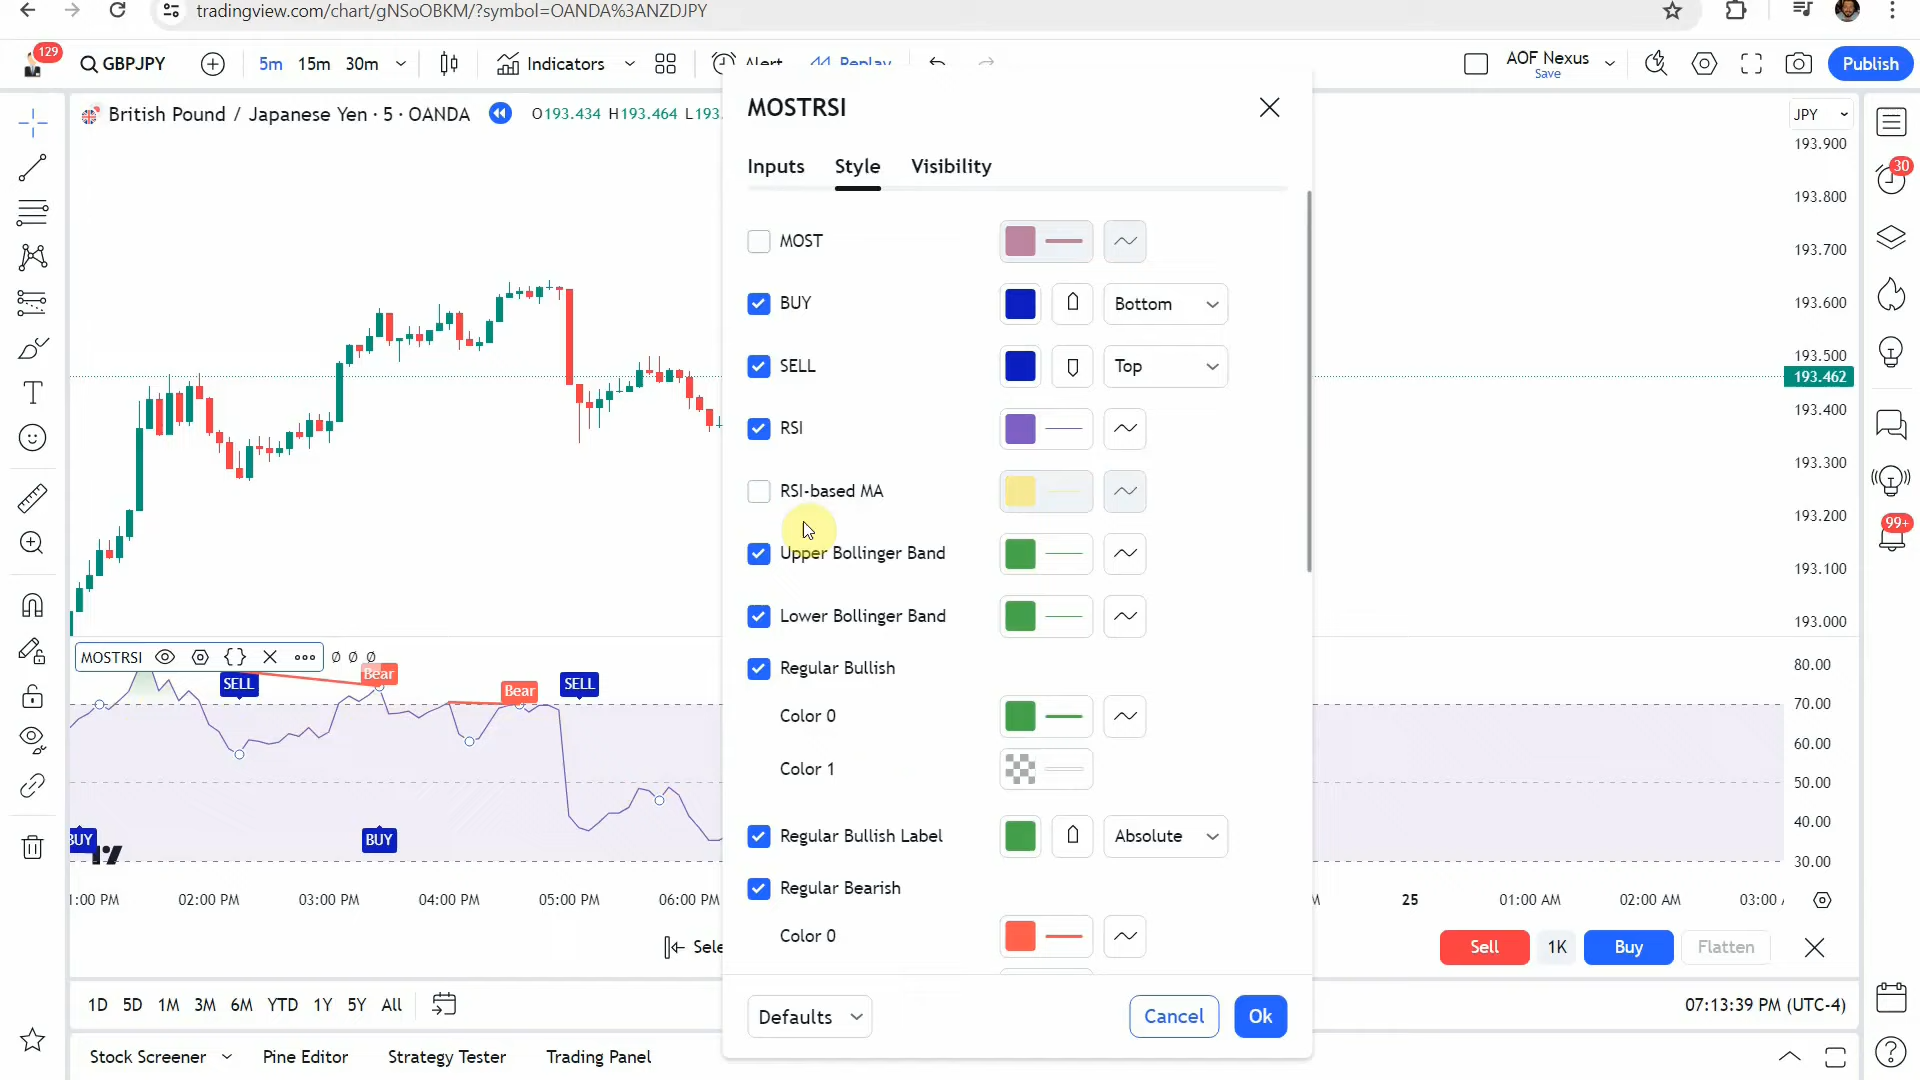 tradingview.com/chart/gNSoOBKM/?symbol=OANDA%3ANZDJPY
129
GBPJPY
5m 15m 30m
Indicators
Alert
Replay
AOF Nexus
Save
Publish
British Pound / Japanese Yen · 5 · OANDA
O193.434 H193.464 L193.
JPY
193.900
193.800
193.700
193.600
193.500
193.462
193.400
193.300
193.200
193.100
193.000
30
99+
MOSTRSI
Inputs Style Visibility
MOST
BUY
Bottom
SELL
Top
RSI
RSI-based MA
Upper Bollinger Band
Lower Bollinger Band
Regular Bullish
Color 0
Color 1
Regular Bullish Label
Absolute
Regular Bearish
Color 0
Defaults
Cancel
Ok
MOSTRSI
Ø Ø Ø
SELL
Bear
Bear
SELL
BUY
BUY
80.00
70.00
60.00
50.00
40.00
30.00
1:00 PM 02:00 PM 03:00 PM 04:00 PM 05:00 PM 06:00 PM
M 25 01:00 AM 02:00 AM 03:00
Sele
Sell 1K Buy Flatten
1D 5D 1M 3M 6M YTD 1Y 5Y All
07:13:39 PM (UTC-4)
Stock Screener Pine Editor Strategy Tester Trading Panel